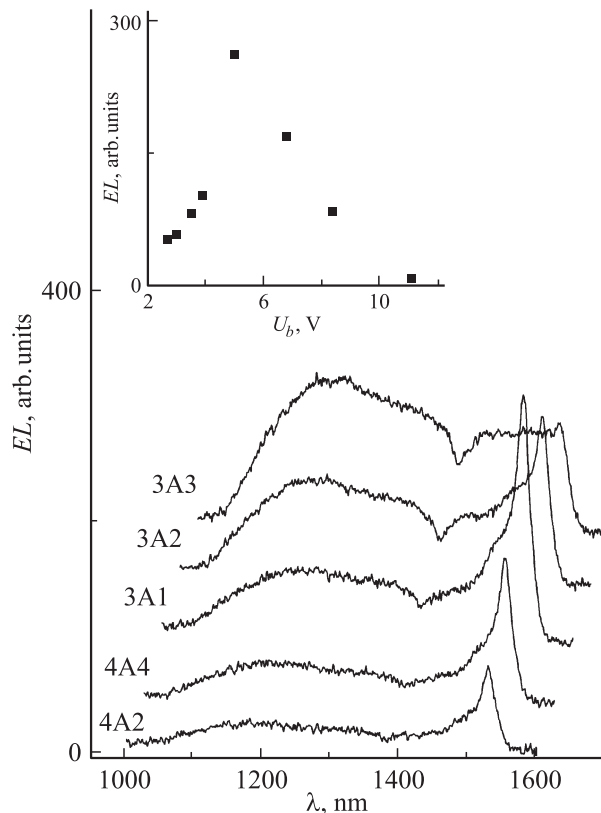 300
EL, arb.units
0
2
6
10
U_b, V
400
EL, arb.units
3A3
3A2
3A1
4A4
4A2
0
1000
1200
1400
1600
λ, nm